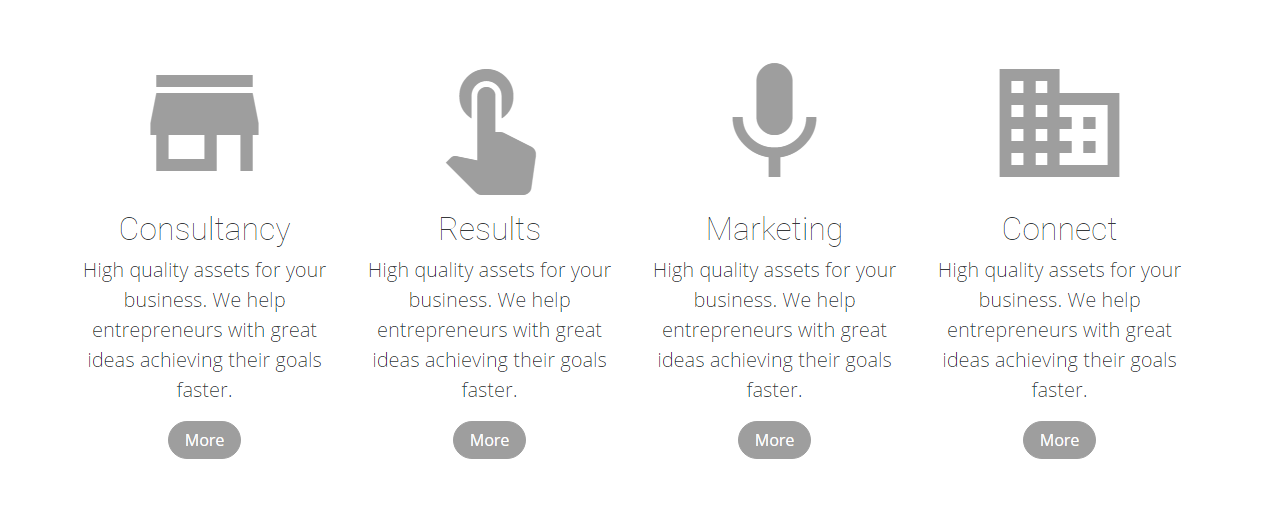 Consultancy
High quality assets for your
business. We help
entrepreneurs with great
ideas achieving their goals
faster.
More
Results
High quality assets for your
business. We help
entrepreneurs with great
ideas achieving their goals
faster.
More
Marketing
High quality assets for your
business. We help
entrepreneurs with great
ideas achieving their goals
faster.
More
Connect
High quality assets for your
business. We help
entrepreneurs with great
ideas achieving their goals
faster.
More